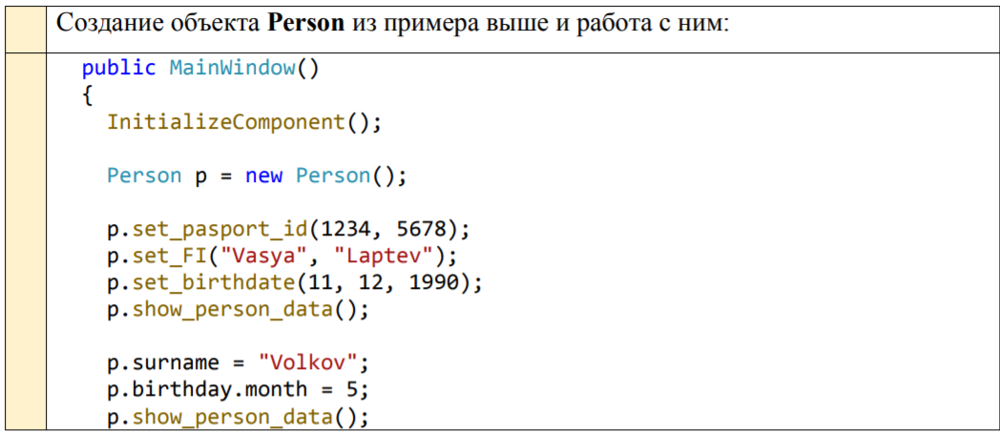 Создание объекта Person из примера выше и работа с ним:
public MainWindow()
{
InitializeComponent();
Person p = new Person();
p.set_pasport_id(1234, 5678);
p.set_FI("Vasya", "Laptev");
p.set_birthdate(11, 12, 1990);
p.show_person_data();
p.surname = "Volkov";
p.birthday.month = 5;
p.show_person_data();